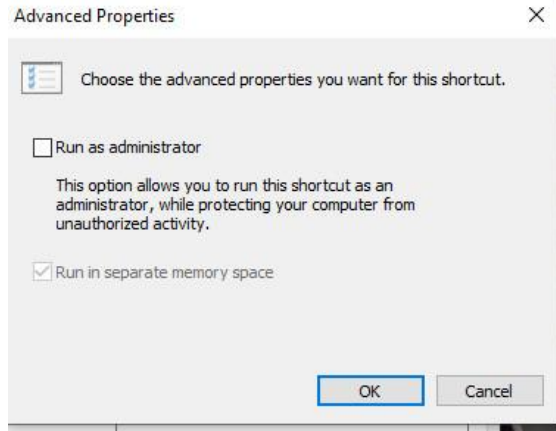 Advanced Properties
Choose the advanced properties you want for this shortcut.
Run as administrator
This option allows you to run this shortcut as an
administrator, while protecting your computer from
unauthorized activity.
Run in separate memory space
OK Cancel